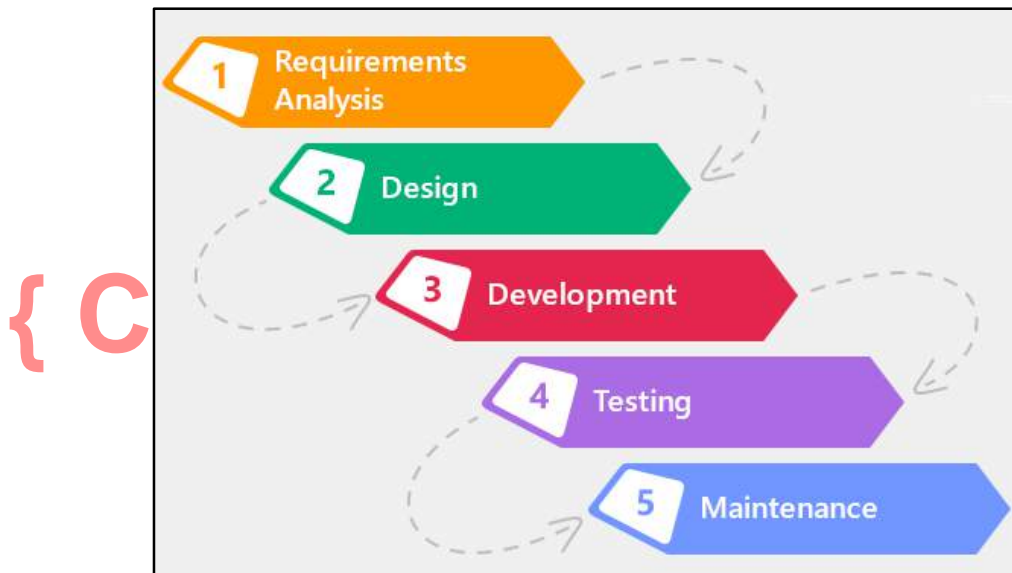 1
Requirements
Analysis
2
Design
{ C
3
Development
4
Testing
5
Maintenance